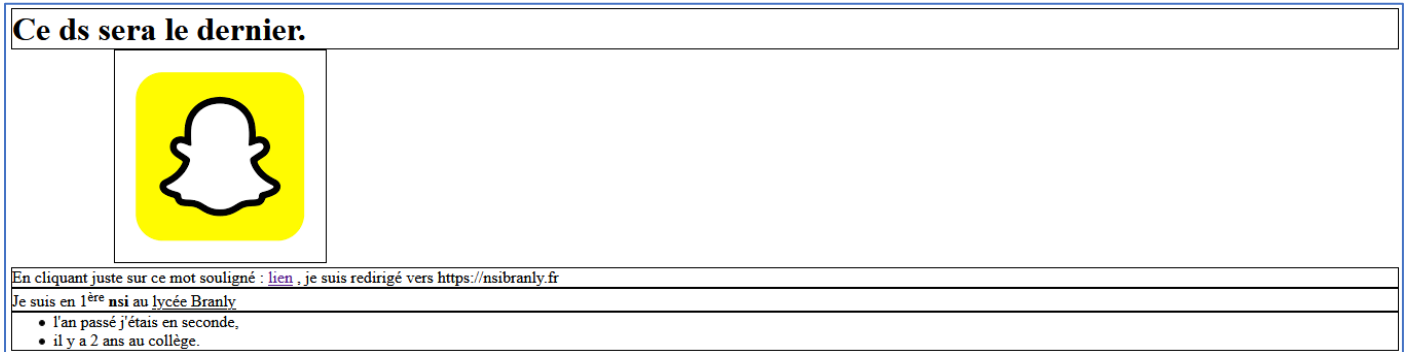 Ce ds sera le dernier.
En cliquant juste sur ce mot souligné : lien , je suis redirigé vers https://nsibranly.fr
Je suis en 1ère nsi au lycée Branly
l'an passé j'étais en seconde,
il y a 2 ans au collège.